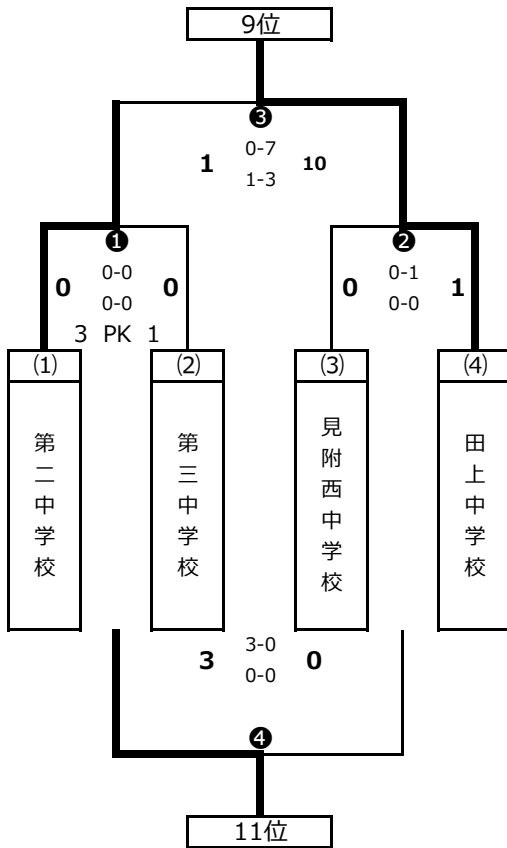 9位
❸
0-7
1 10
1-3
❶ ❷
0-0 0-1
0 0 0 1
0-0 0-0
3 PK 1
⑴ ⑵ ⑶ ⑷
第二中学校
第三中学校
見附西中学校
田上中学校
3-0
3 0
0-0
❹
11位